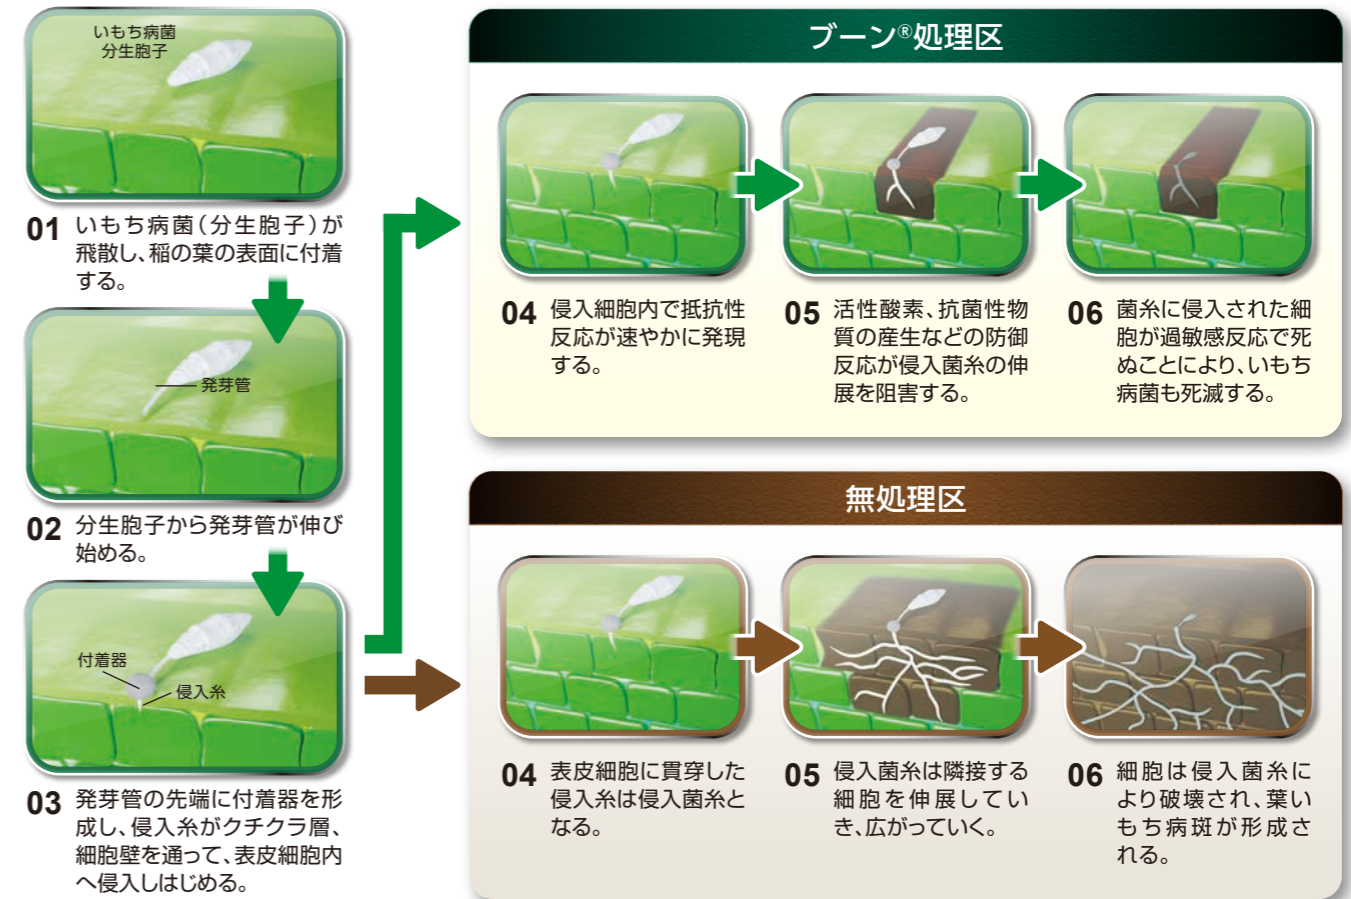 いもち病菌
分生胞子
01 いもち病菌(分生胞子)が
飛散し、稲の葉の表面に付着
する。
発芽管
02 分生胞子から発芽管が伸び
始める。
付着器
侵入糸
03 発芽管の先端に付着器を形
成し、侵入糸がクチクラ層、
細胞壁を通って、表皮細胞内
へ侵入しはじめる。
ブーン®処理区
04 侵入細胞内で抵抗性
反応が速やかに発現
する。
05 活性酸素、抗菌性物
質の産生などの防御
反応が侵入菌糸の伸
展を阻害する。
06 菌糸に侵入された細
胞が過敏感反応で死
ぬことにより、いもち
病菌も死滅する。
無処理区
04 表皮細胞に貫穿した
侵入糸は侵入菌糸と
なる。
05 侵入菌糸は隣接する
細胞を伸展してい
き、広がっていく。
06 細胞は侵入菌糸に
より破壊され、葉い
もち病斑が形成さ
れる。